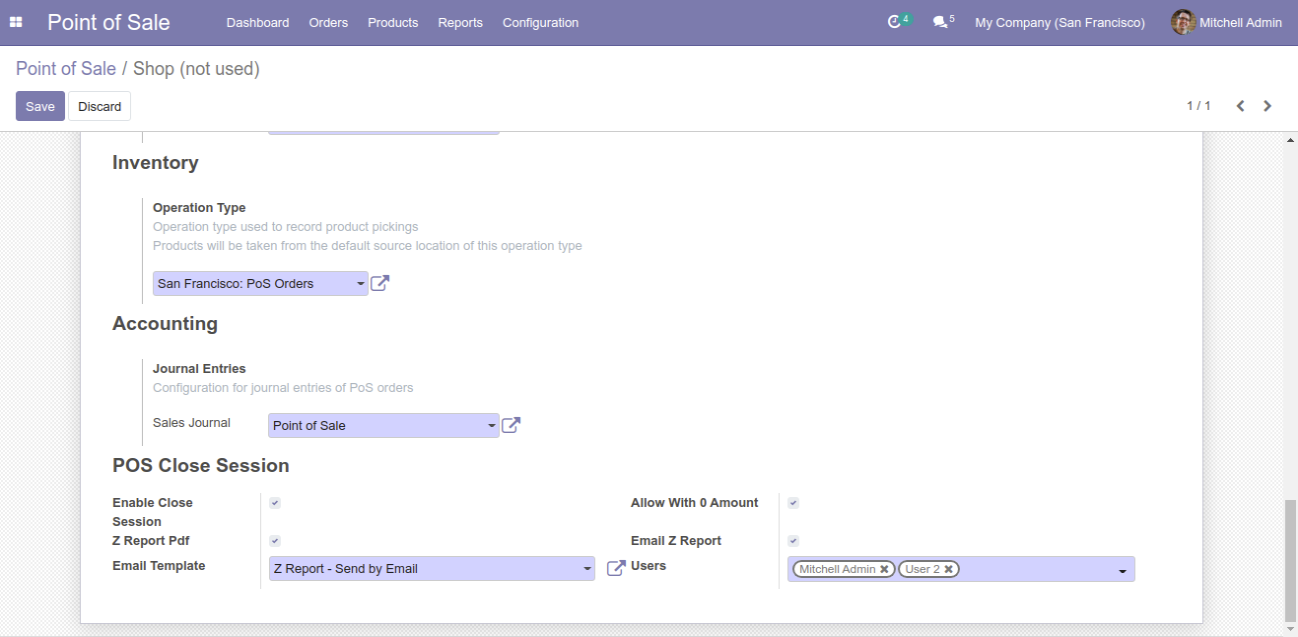 Point of Sale Dashboard Orders Products Reports Configuration 4 5 My Company (San Francisco) Mitchell Admin
Point of Sale / Shop (not used)
Save Discard 1 / 1
Inventory
Operation Type
Operation type used to record product pickings
Products will be taken from the default source location of this operation type
San Francisco: PoS Orders
Accounting
Journal Entries
Configuration for journal entries of PoS orders
Sales Journal Point of Sale
POS Close Session
Enable Close Allow With 0 Amount
Session
Z Report Pdf Email Z Report
Email Template Z Report - Send by Email Users Mitchell Admin User 2